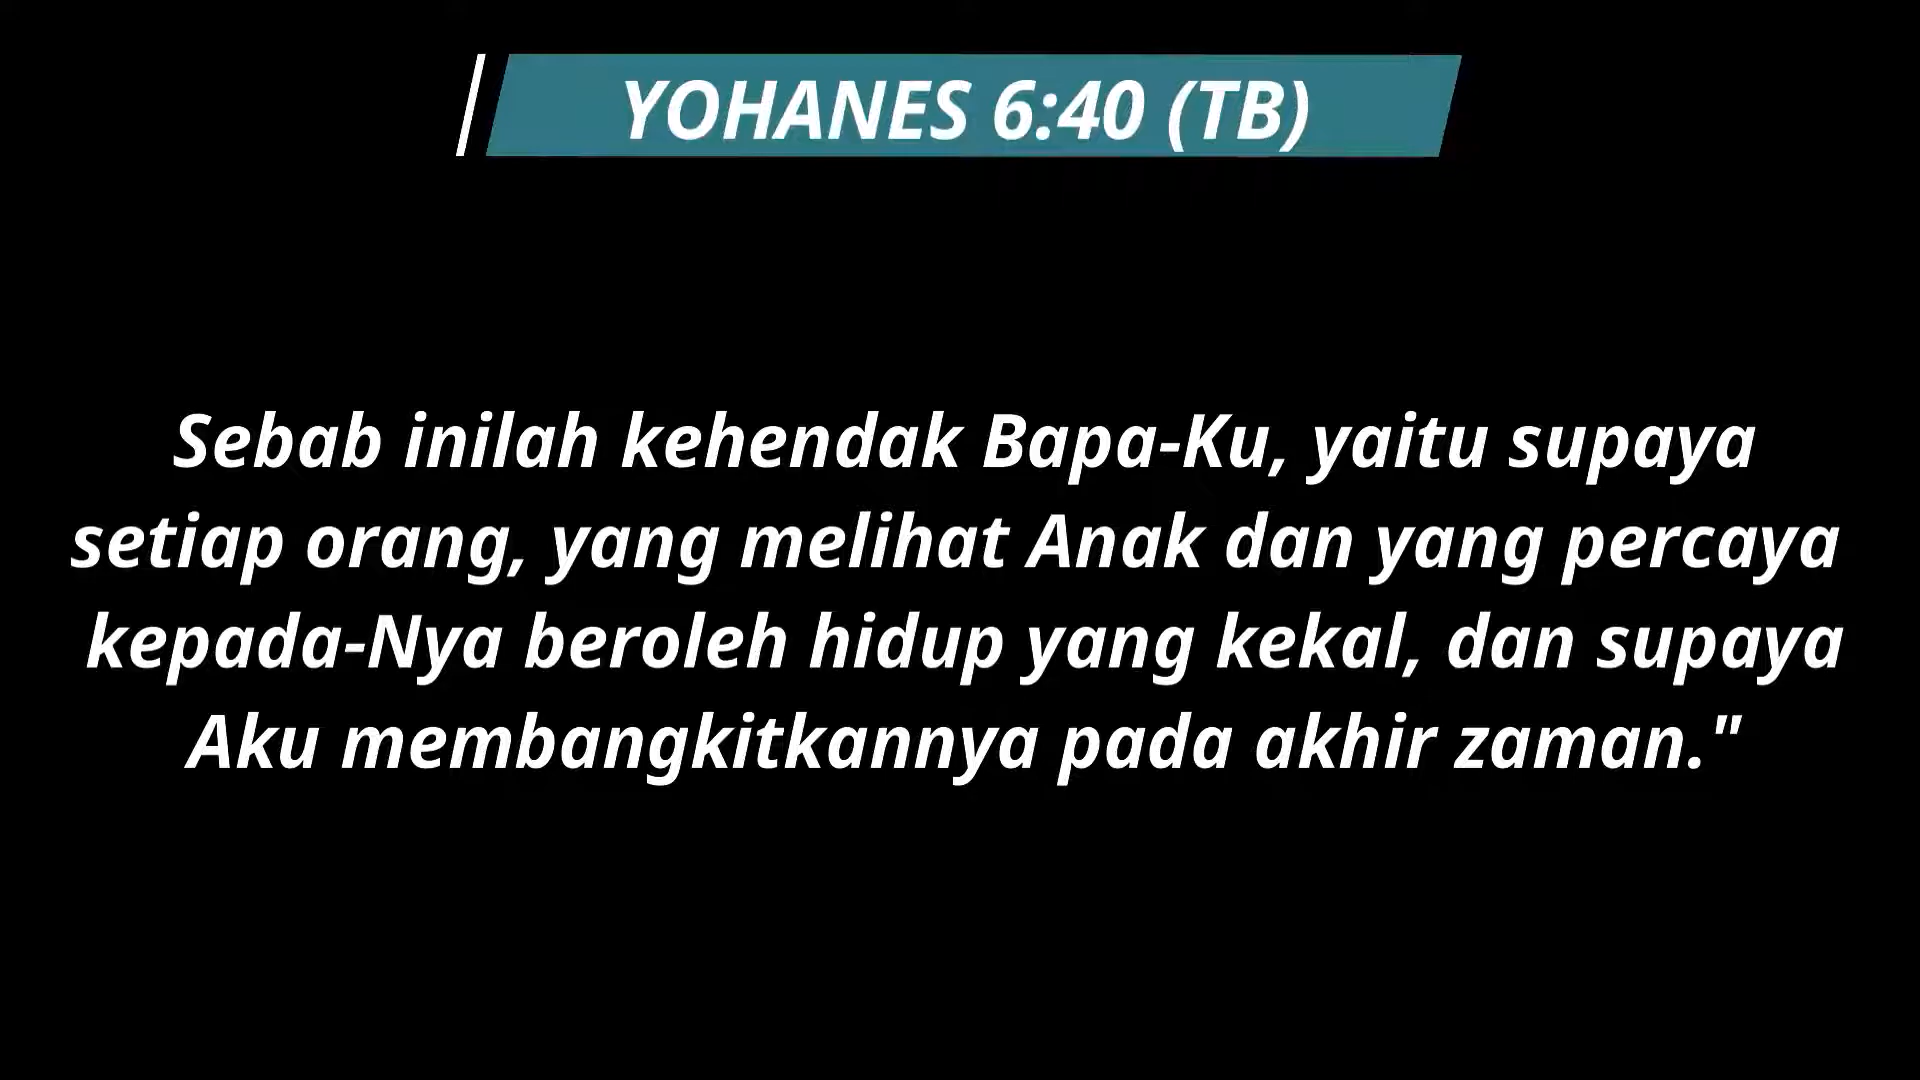 YOHANES 6:40 (TB)
Sebab inilah kehendak Bapa-Ku, yaitu supaya
setiap orang, yang melihat Anak dan yang percaya
kepada-Nya beroleh hidup yang kekal, dan supaya
Aku membangkitkannya pada akhir zaman."